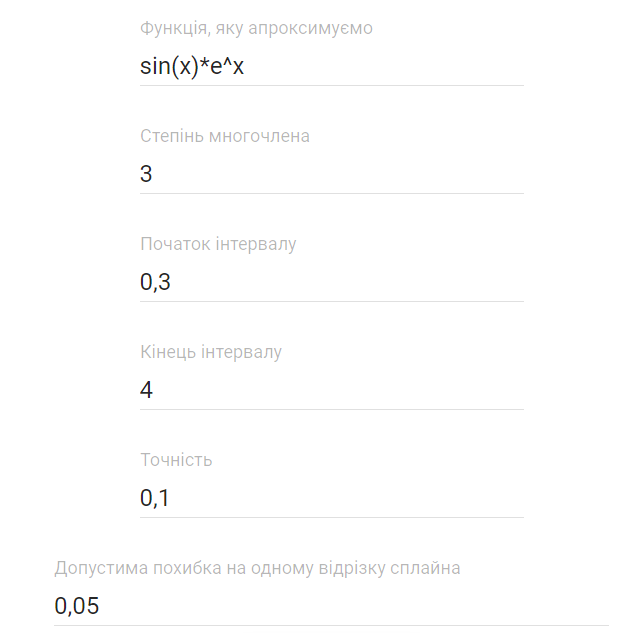 Функція, яку апроксимуємо
sin(x)*e^x
Степінь многочлена
3
Початок інтервалу
0,3
Кінець інтервалу
4
Точність
0,1
Допустима похибка на одному відрізку сплайна
0,05